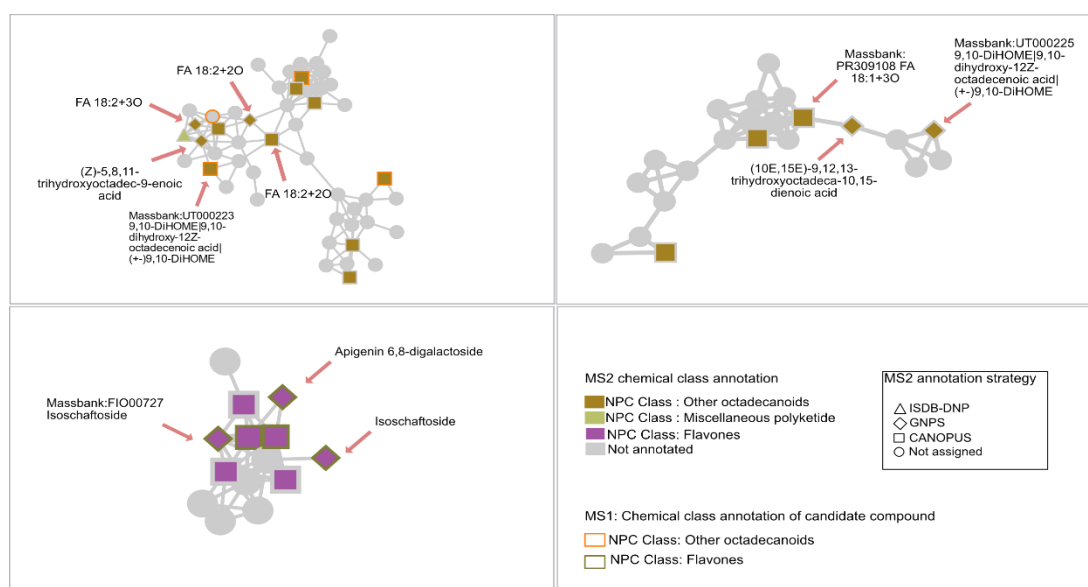 FA 18:2+2O
FA 18:2+3O
(Z)-5,8,11-
trihydroxyoctadec-9-enoic
acid
FA 18:2+2O
Massbank:UT000223
9,10-DiHOME|9,10-
dihydroxy-12Z-
octadecenoic acid|
(+-)9,10-DiHOME
Massbank:
PR309108 FA
18:1+3O
Massbank:UT000225
9,10-DiHOME|9,10-
dihydroxy-12Z-
octadecenoic acid|
(+-)9,10-DiHOME
(10E,15E)-9,12,13-
trihydroxyoctadeca-10,15-
dienoic acid
Apigenin 6,8-digalactoside
Massbank:FIO00727
Isoschaftoside
Isoschaftoside
MS2 chemical class annotation
NPC Class : Other octadecanoids
NPC Class : Miscellaneous polyketide
NPC Class: Flavones
Not annotated
MS2 annotation strategy
ISDB-DNP
GNPS
CANOPUS
Not assigned
MS1: Chemical class annotation of candidate compound
NPC Class: Other octadecanoids
NPC Class: Flavones